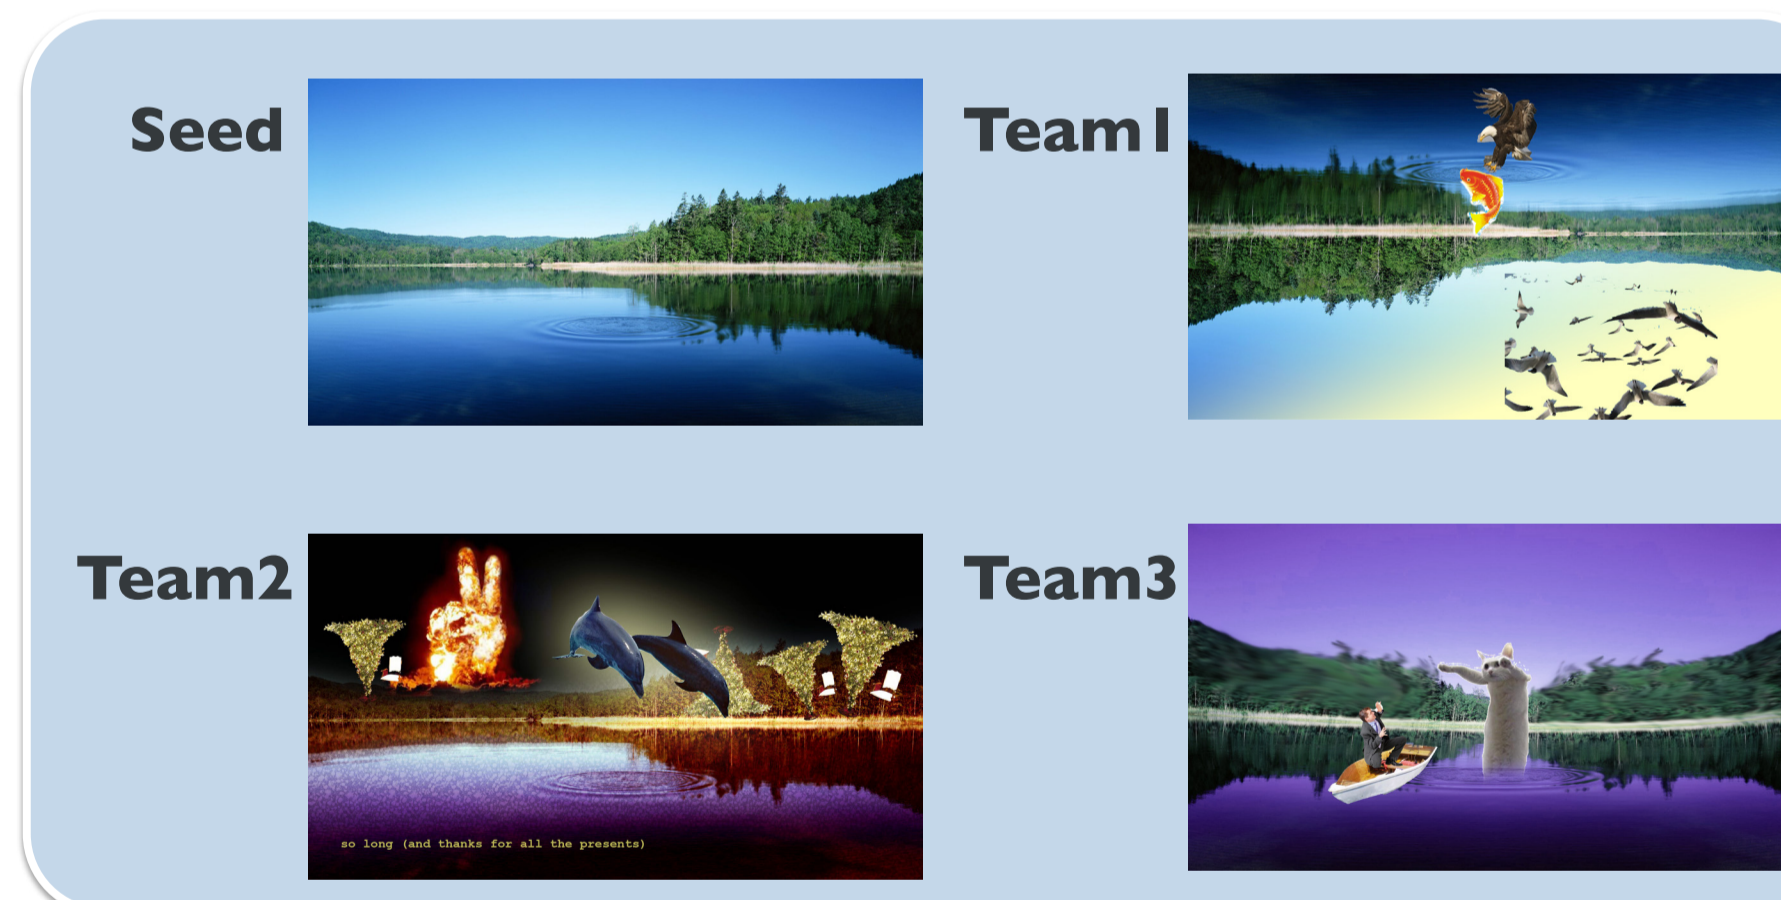 Seed
Team1
Team2
so long (and thanks for all the presents)
Team3